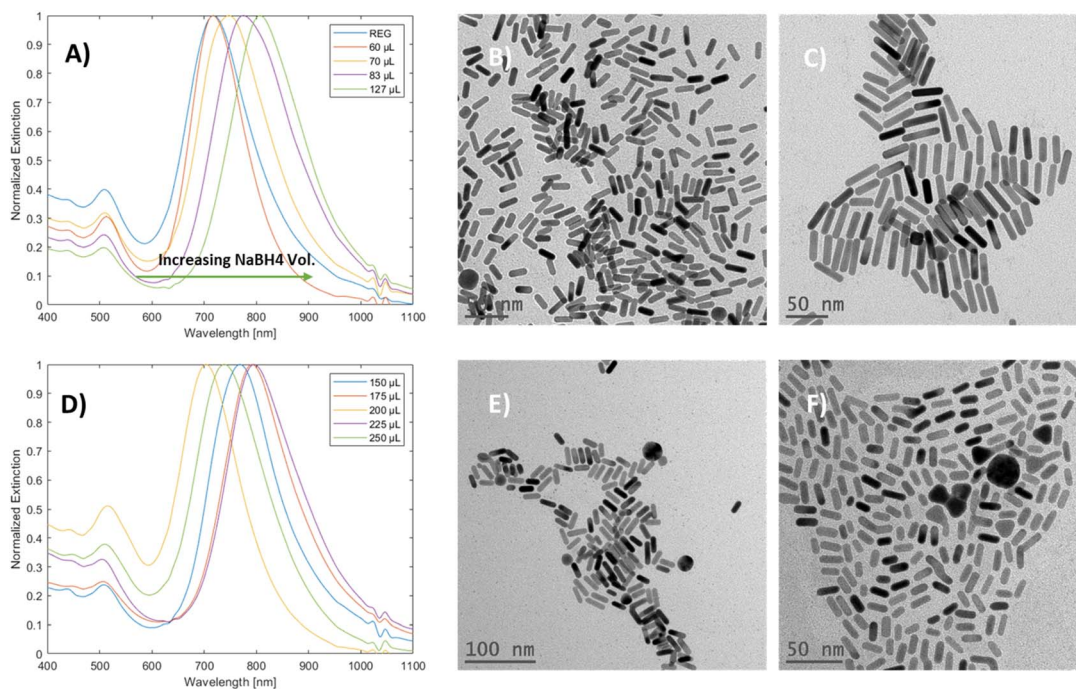 A)
REG
60 µL
70 µL
83 µL
127 µL
Normalized Extinction
1
0.9
0.8
0.7
0.6
0.5
0.4
0.3
0.2
0.1
0
Increasing NaBH4 Vol.
400 500 600 700 800 900 1000 1100
Wavelength [nm]
B)
nm
C)
50 nm
D)
150 µL
175 µL
200 µL
225 µL
250 µL
Normalized Extinction
1
0.9
0.8
0.7
0.6
0.5
0.4
0.3
0.2
0.1
0
400 500 600 700 800 900 1000 1100
Wavelength [nm]
E)
100 nm
F)
50 nm